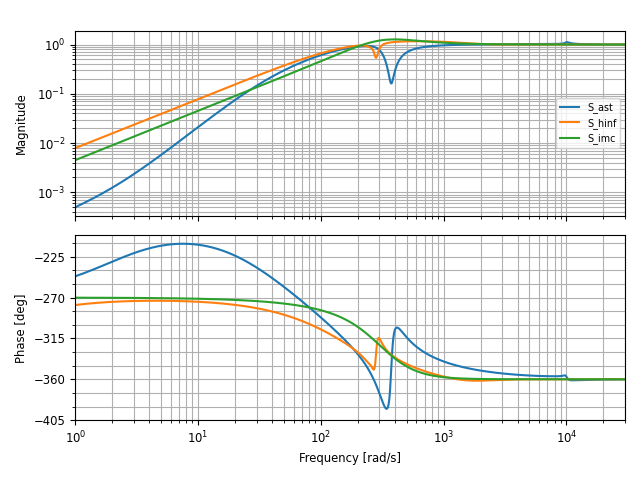 10⁰
10⁻¹
10⁻²
10⁻³
Magnitude
S_ast
S_hinf
S_imc
−225
−270
−315
−360
−405
Phase [deg]
10⁰ 10¹ 10² 10³ 10⁴
Frequency [rad/s]